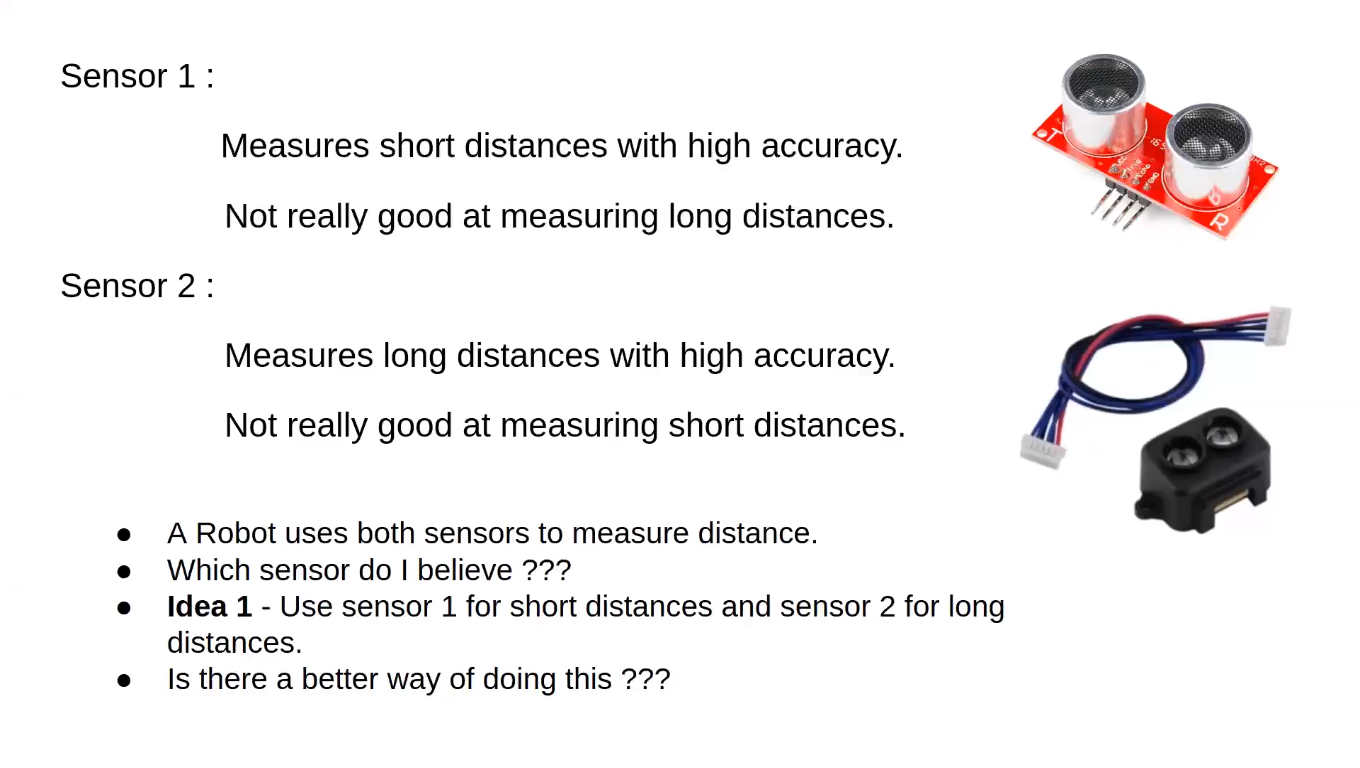 Sensor 1 :
Measures short distances with high accuracy.
Not really good at measuring long distances.
Sensor 2 :
Measures long distances with high accuracy.
Not really good at measuring short distances.
● A Robot uses both sensors to measure distance.
● Which sensor do I believe ???
● Idea 1 - Use sensor 1 for short distances and sensor 2 for long
distances.
● Is there a better way of doing this ???
T
R